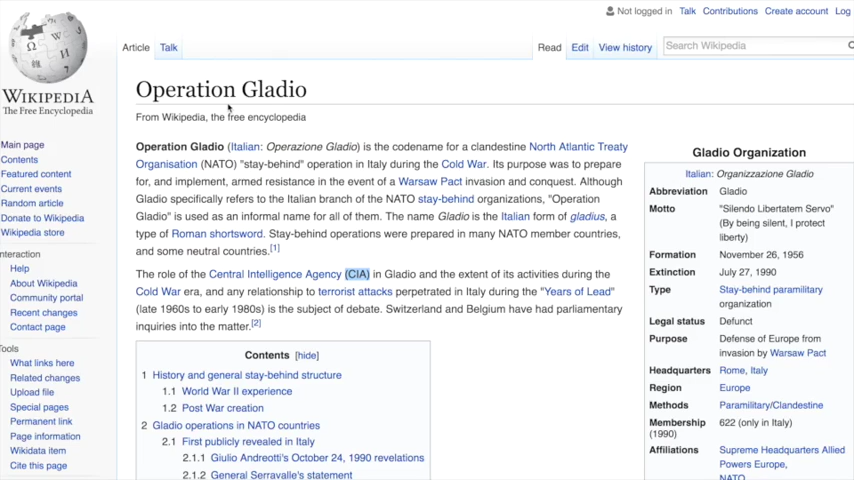 Not logged in Talk Contributions Create account Log
Article Talk Read Edit View history Search Wikipedia
WIKIPEDIA
The Free Encyclopedia
Main page
Contents
Featured content
Current events
Random article
Donate to Wikipedia
Wikipedia store
Interaction
Help
About Wikipedia
Community portal
Recent changes
Contact page
Tools
What links here
Related changes
Upload file
Special pages
Permanent link
Page information
Wikidata item
Cite this page
Operation Gladio
From Wikipedia, the free encyclopedia
Operation Gladio (Italian: Operazione Gladio) is the codename for a clandestine North Atlantic Treaty
Organisation (NATO) "stay-behind" operation in Italy during the Cold War. Its purpose was to prepare
for, and implement, armed resistance in the event of a Warsaw Pact invasion and conquest. Although
Gladio specifically refers to the Italian branch of the NATO stay-behind organizations, "Operation
Gladio" is used as an informal name for all of them. The name Gladio is the Italian form of gladius, a
type of Roman shortsword. Stay-behind operations were prepared in many NATO member countries,
and some neutral countries.[1]
The role of the Central Intelligence Agency (CIA) in Gladio and the extent of its activities during the
Cold War era, and any relationship to terrorist attacks perpetrated in Italy during the "Years of Lead"
(late 1960s to early 1980s) is the subject of debate. Switzerland and Belgium have had parliamentary
inquiries into the matter.[2]
Contents [hide]
1 History and general stay-behind structure
1.1 World War II experience
1.2 Post War creation
2 Gladio operations in NATO countries
2.1 First publicly revealed in Italy
2.1.1 Giulio Andreotti's October 24, 1990 revelations
2.1.2 General Serravalle's statement
Gladio Organization
Italian: Organizzazione Gladio
Abbreviation Gladio
Motto "Silendo Libertatem Servo"
(By being silent, I protect
liberty)
Formation November 26, 1956
Extinction July 27, 1990
Type Stay-behind paramilitary
organization
Legal status Defunct
Purpose Defense of Europe from
invasion by Warsaw Pact
Headquarters Rome, Italy
Region Europe
Methods Paramilitary/Clandestine
Membership 622 (only in Italy)
(1990)
Affiliations Supreme Headquarters Allied
Powers Europe,
NATO